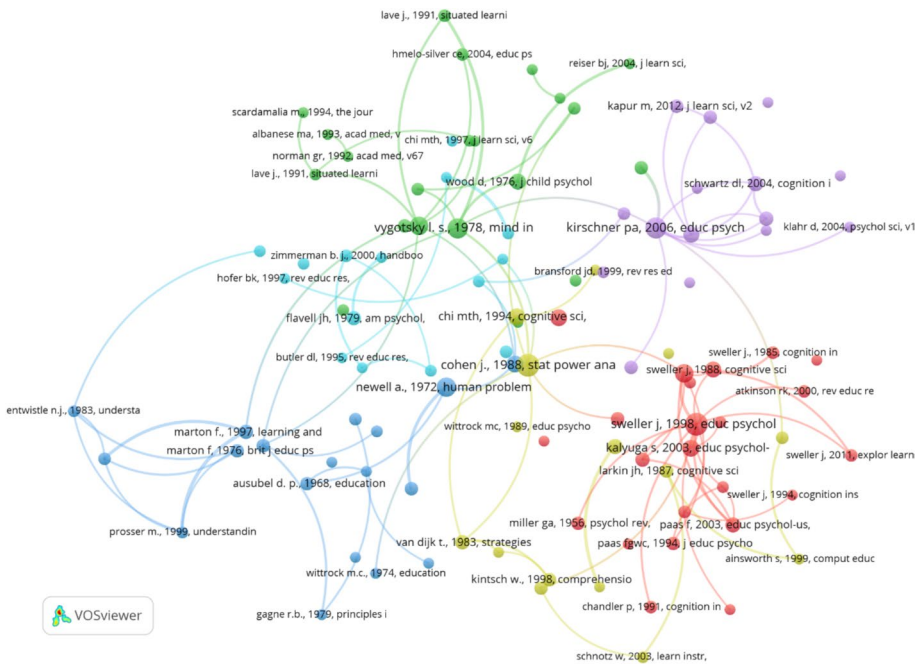 lave j., 1991, situated learni
hmelo-silver ce, 2004, educ ps
reiser bj, 2004, j learn sci,
scardamalia m., 1994, the jour
kapur m, 2012, j learn sci, v2
albanese ma, 1993, acad med, v
chi mth, 1997, j learn sci, v6
norman gr, 1992, acad med, v67
lave j., 1991, situated learni
wood d, 1976, j child psychol
schwartz dl, 2004, cognition i
vygotsky l. s., 1978, mind in
kirschner pa, 2006, educ psych
klahr d, 2004, psychol sci, v1
zimmerman b. j., 2000, handboo
hofer bk, 1997, rev educ res,
bransford jd, 1999, rev res ed
flavell jh, 1979, am psychol,
chi mth, 1994, cognitive sci,
butler dl, 1995, rev educ res,
cohen j., 1988, stat power ana
sweller j., 1985, cognition in
sweller j., 1988, cognitive sci
newell a., 1972, human problem
atkinson rk, 2000, rev educ re
entwistle n.j., 1983, understa
wittrock mc, 1989, educ psycho
sweller j, 1998, educ psychol
marton f., 1997, learning and
marton f, 1976, brit j educ ps
kalyuga s, 2003, educ psychol-
sweller j, 2011, explor learn
larkin jh, 1987, cognitive sci
ausubel d. p., 1968, education
sweller j, 1994, cognition ins
prosser m., 1999, understandin
miller ga, 1956, psychol rev,
paas f, 2003, educ psychol-us,
van dijk t., 1983, strategies
paas fgwc, 1994, j educ psycho
ainsworth s, 1999, comput educ
wittrock m.c., 1974, education
kintsch w., 1998, comprehensio
chandler p, 1991, cognition in
gagne r.b., 1979, principles i
VOSviewer
schnotz w, 2003, learn instr,